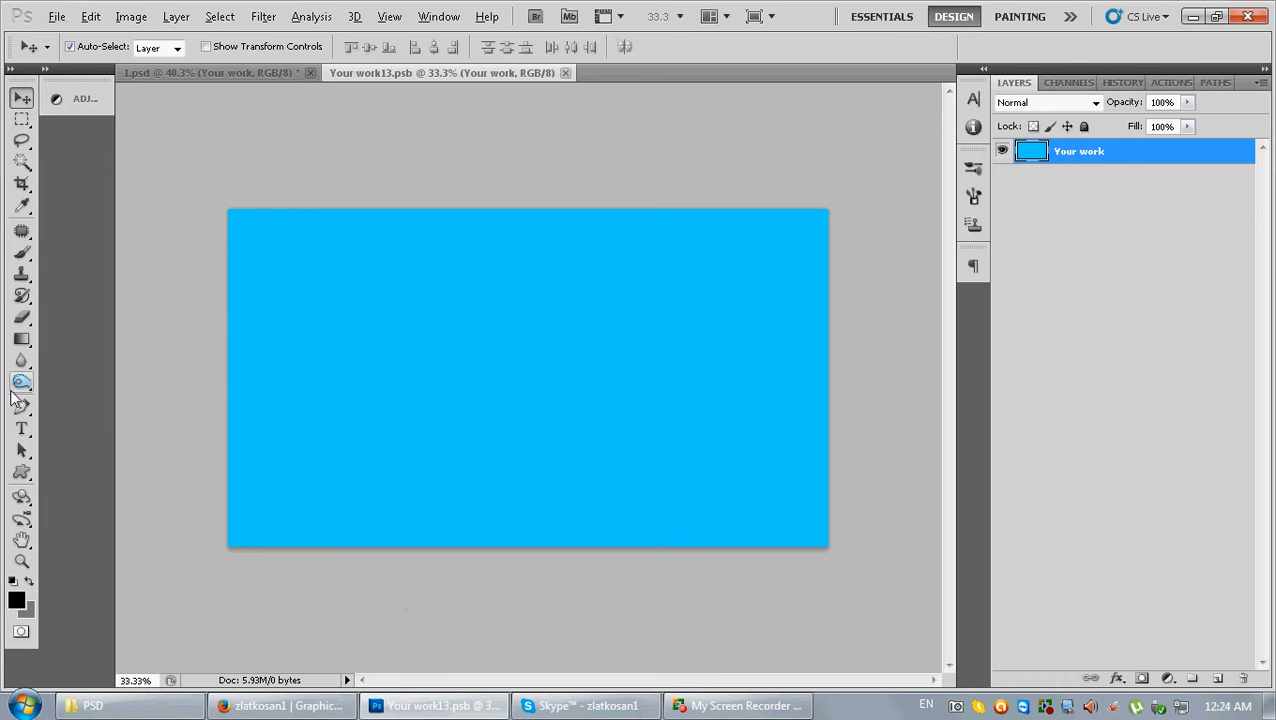 Ps File Edit Image Layer Select Filter Analysis 3D View Window Help Br Mb 33.3 ESSENTIALS DESIGN PAINTING CS Live
Auto-Select: Layer Show Transform Controls
1.psd @ 40.3% (Your work, RGB/8) * Your work13.psb @ 33.3% (Your work, RGB/8)
LAYERS CHANNELS HISTORY ACTIONS PATHS
ADJ...
Normal Opacity: 100%
Lock: Fill: 100%
Your work
33.33% Doc: 5.93M/0 bytes
PSD zlatkosan1 | Graphic... Your work13.psb @ 3... Skype™ - zlatkosan1 My Screen Recorder ... EN 12:24 AM